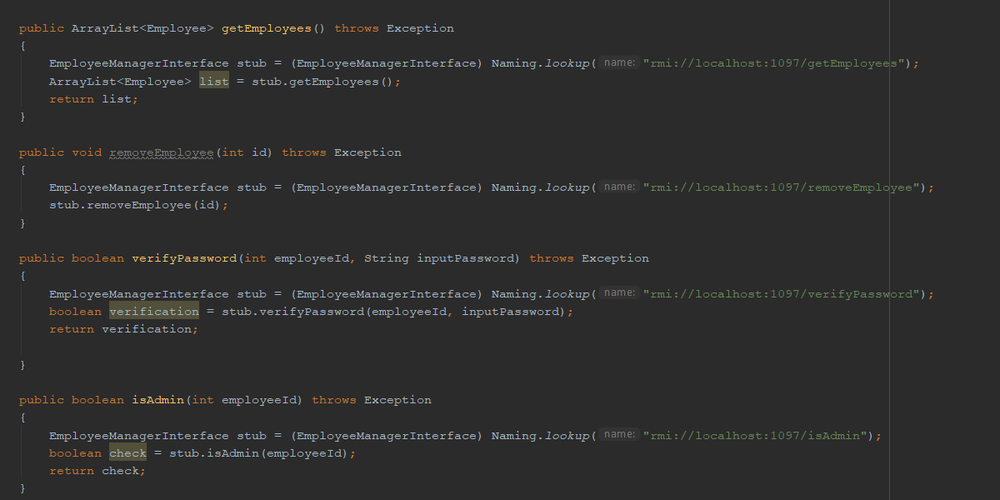 public ArrayList<Employee> getEmployees() throws Exception
{
EmployeeManagerInterface stub = (EmployeeManagerInterface) Naming.lookup( name: "rmi://localhost:1097/getEmployees");
ArrayList<Employee> list = stub.getEmployees();
return list;
}
public void removeEmployee(int id) throws Exception
{
EmployeeManagerInterface stub = (EmployeeManagerInterface) Naming.lookup( name: "rmi://localhost:1097/removeEmployee");
stub.removeEmployee(id);
}
public boolean verifyPassword(int employeeId, String inputPassword) throws Exception
{
EmployeeManagerInterface stub = (EmployeeManagerInterface) Naming.lookup( name: "rmi://localhost:1097/verifyPassword");
boolean verification = stub.verifyPassword(employeeId, inputPassword);
return verification;
}
public boolean isAdmin(int employeeId) throws Exception
{
EmployeeManagerInterface stub = (EmployeeManagerInterface) Naming.lookup( name: "rmi://localhost:1097/isAdmin");
boolean check = stub.isAdmin(employeeId);
return check;
}